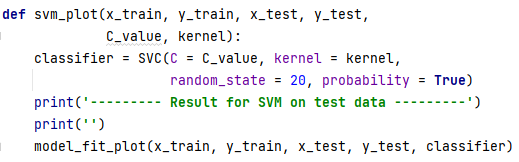 def svm_plot(x_train, y_train, x_test, y_test,
             C_value, kernel):
    classifier = SVC(C = C_value, kernel = kernel,
                     random_state = 20, probability = True)
    print('--------- Result for SVM on test data ---------')
    print('')
    model_fit_plot(x_train, y_train, x_test, y_test, classifier)